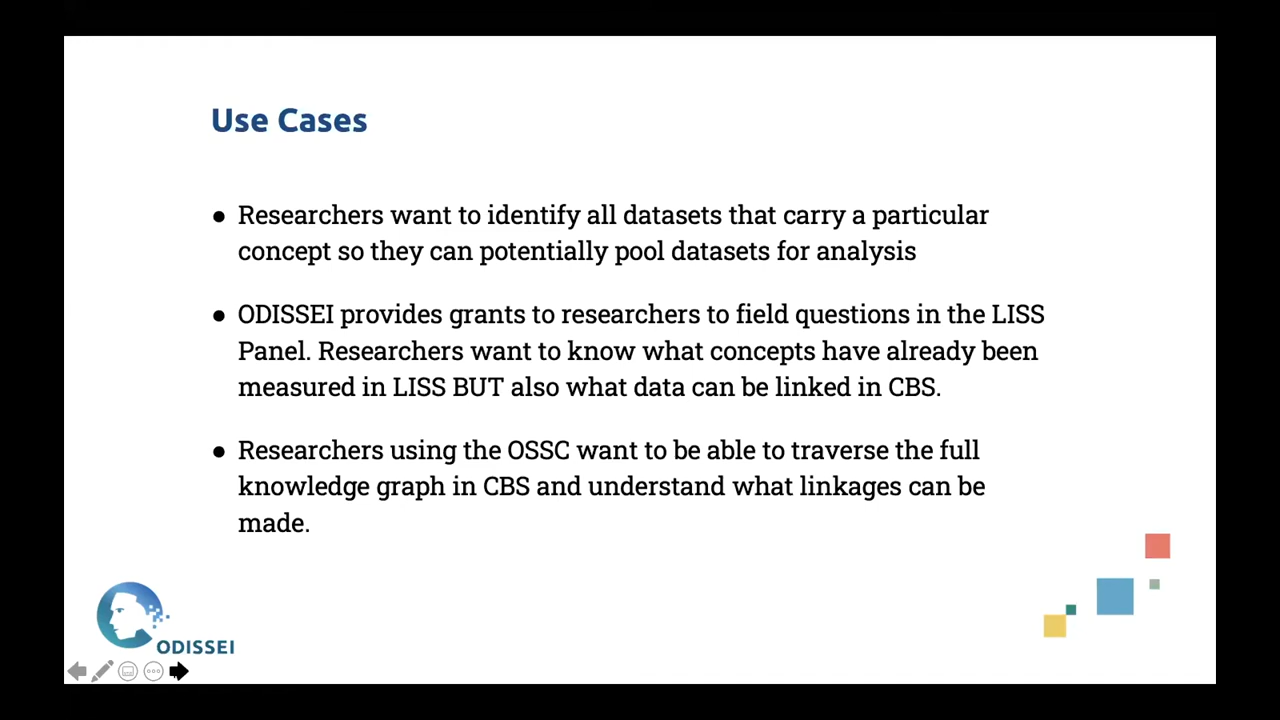 Use Cases
● Researchers want to identify all datasets that carry a particular
concept so they can potentially pool datasets for analysis
● ODISSEI provides grants to researchers to field questions in the LISS
Panel. Researchers want to know what concepts have already been
measured in LISS BUT also what data can be linked in CBS.
● Researchers using the OSSC want to be able to traverse the full
knowledge graph in CBS and understand what linkages can be
made.
ODISSEI